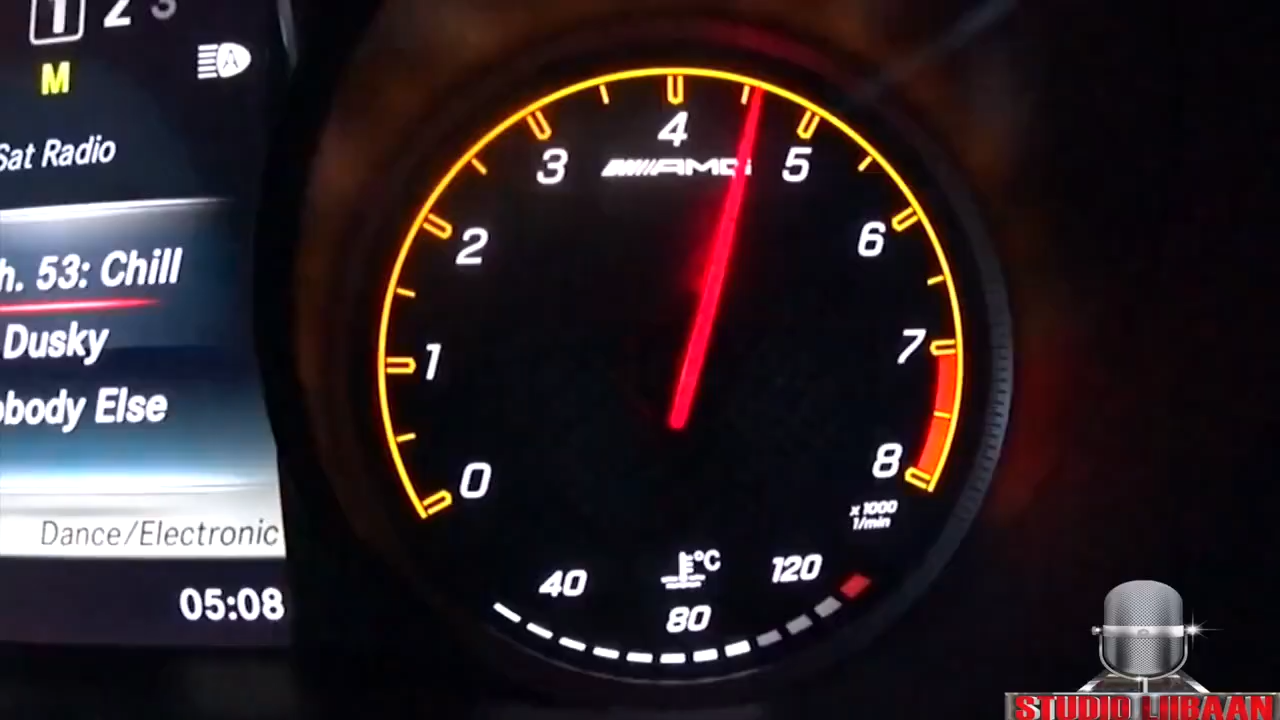 1 2 3
M
Sat Radio
h. 53: Chill
Dusky
obody Else
Dance/Electronic
05:08
0
1
2
3
4
5
6
7
8
AMG
x 1000
1/min
°C
40
80
120
STUDIO LIIBAAN